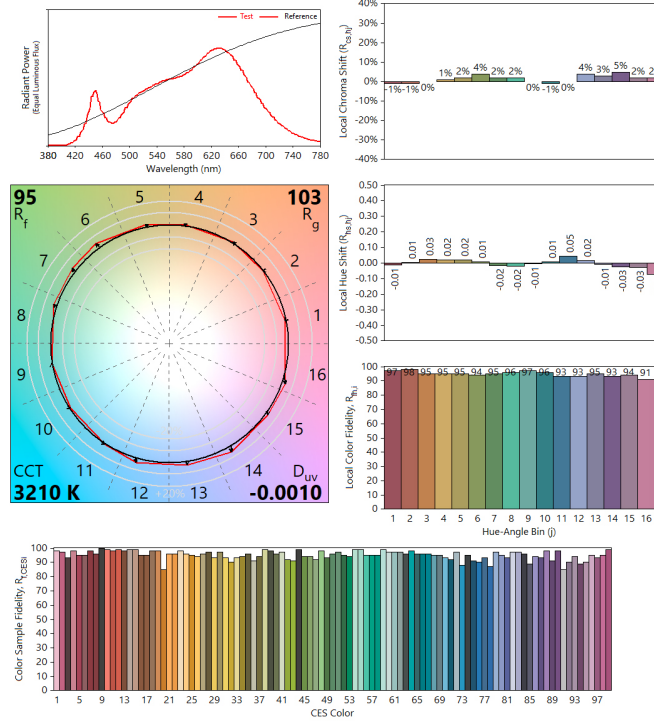 Test
Reference
Radiant Power
(Equal Luminous Flux)
380 420 460 500 540 580 620 660 700 740 780
Wavelength (nm)
Local Chroma Shift (Rcs,hj)
40%
30%
20%
10%
0%
-10%
-20%
-30%
-40%
-1% -1% 0% 1% 2% 4% 2% 2% 0% -1% 0% 4% 3% 5% 2%
95
Rf
103
Rg
5 4
6 3
7 2
8 1
9 16
10 15
11 14
12 13
+20%
CCT
3210 K
Duv
-0.0010
Local Hue Shift (Rhs,hj)
0.50
0.40
0.30
0.20
0.10
0.00
-0.10
-0.20
-0.30
-0.40
-0.50
-0.01 0.01 0.03 0.02 0.02 0.01 -0.02 -0.02 -0.01 0.01 0.05 0.02 -0.01 -0.03 -0.03
Local Color Fidelity, Rfh,i
100
90
80
70
60
50
40
30
20
10
0
97 98 95 95 95 94 95 96 97 96 93 93 95 93 94 91
1 2 3 4 5 6 7 8 9 10 11 12 13 14 15 16
Hue-Angle Bin (j)
Color Sample Fidelity, Rf,CESi
100
90
80
70
60
50
40
30
20
10
0
1 5 9 13 17 21 25 29 33 37 41 45 49 53 57 61 65 69 73 77 81 85 89 93 97
CES Color